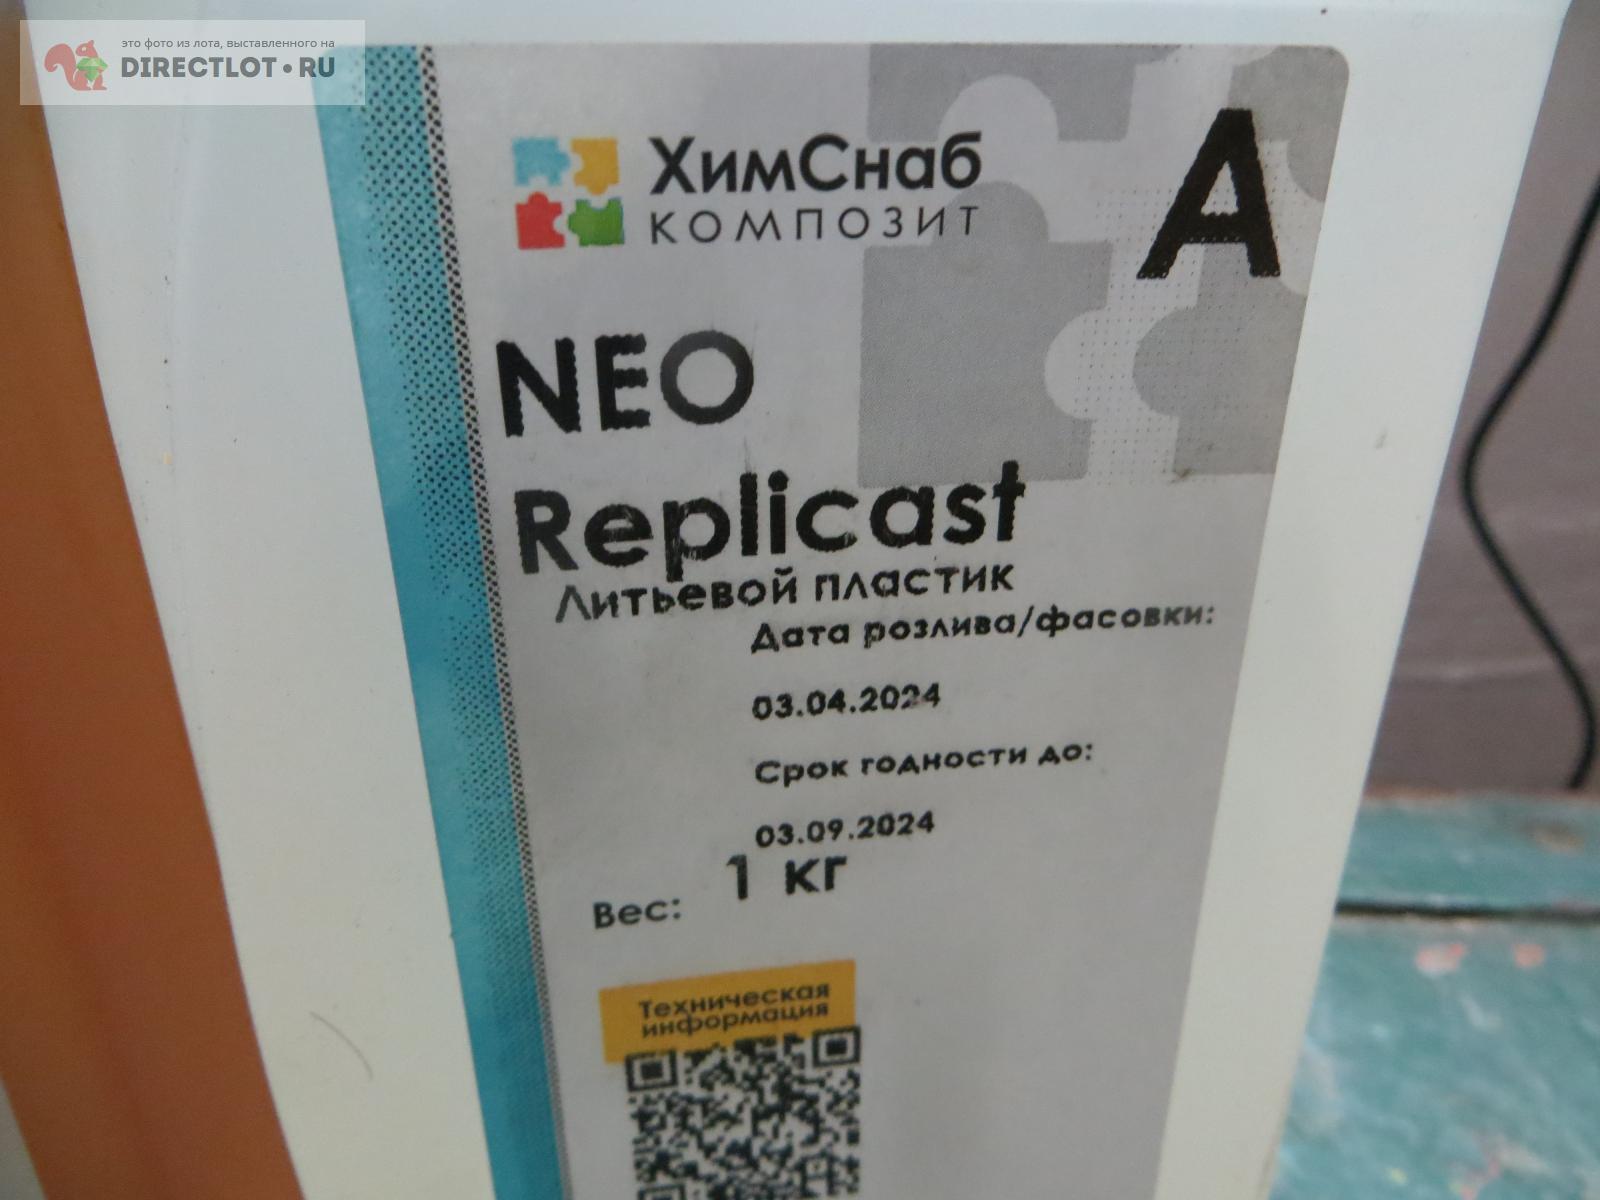 это фото из лота, выставленного на
DIRECTLOT•RU
ХимСнаб
КОМПОЗИТ
A
NEO
Replicast
Литьевой пластик
Дата розлива/фасовки:
03.04.2024
Срок годности до:
03.09.2024
Вес: 1 кг
Техническая
информация